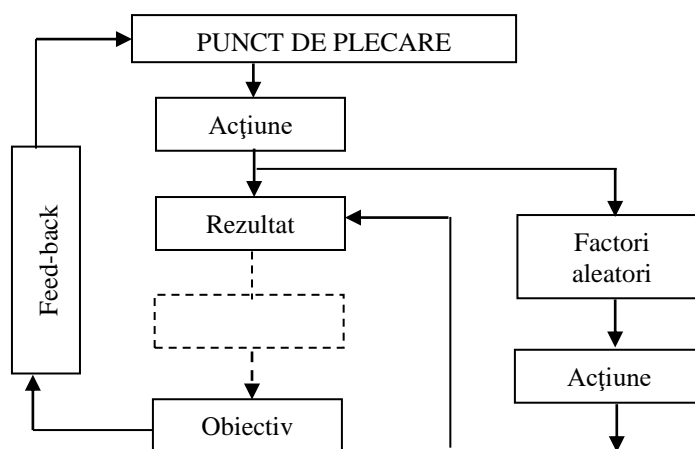 PUNCT DE PLECARE
Acţiune
Rezultat
Feed-back
Factori
aleatori
Acţiune
Obiectiv